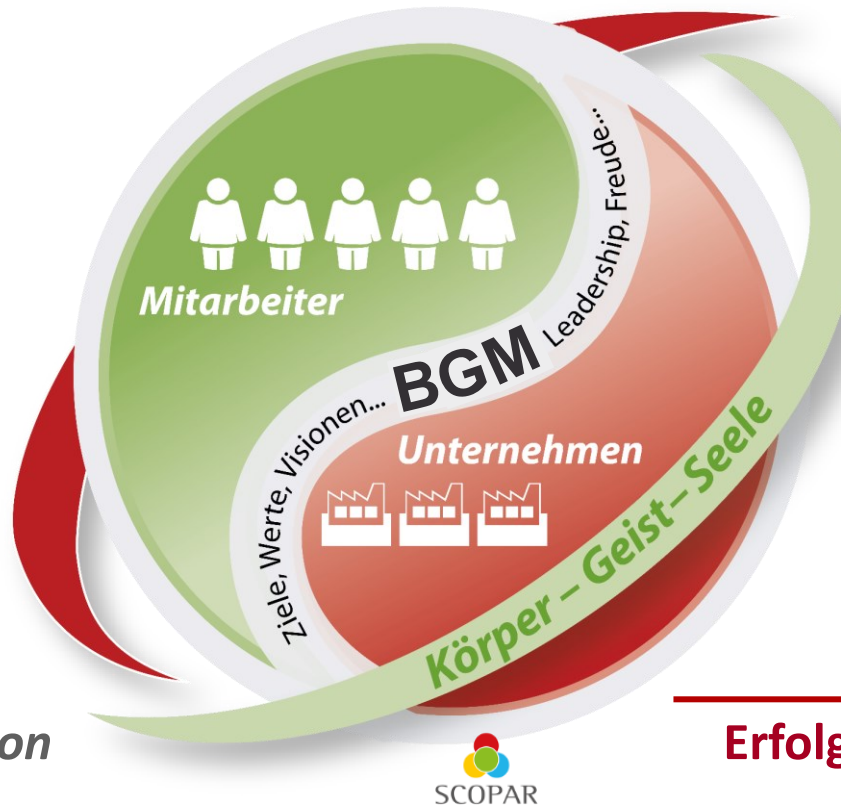 Mitarbeiter
Ziele, Werte, Visionen... BGM Leadership, Freude...
Unternehmen
Körper – Geist – Seele
on
Erfolg
SCOPAR